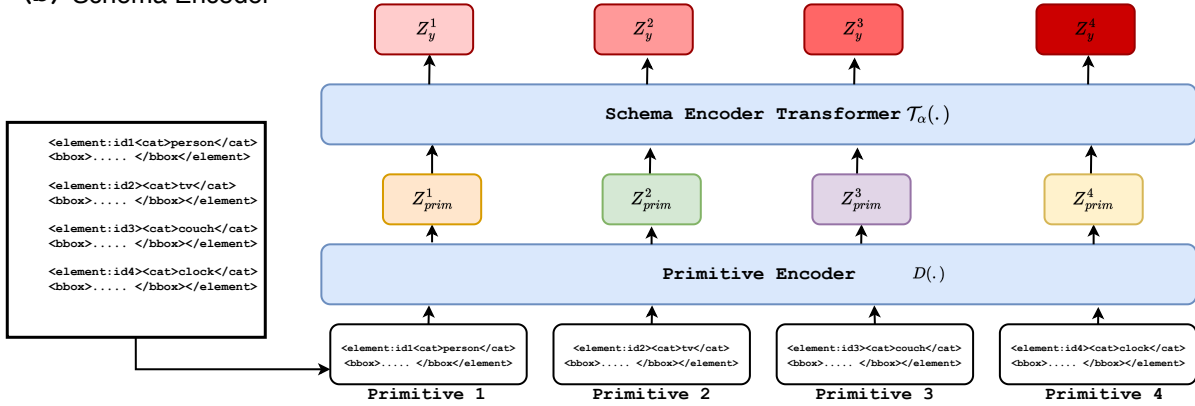 (b) Schema Encoder
Z_y^1 Z_y^2 Z_y^3 Z_y^4
Schema Encoder Transformer 𝒯_α(.)
<element:id1<cat>person</cat>
<bbox>..... </bbox</element>
<element:id2><cat>tv</cat>
<bbox>..... </bbox></element>
<element:id3><cat>couch</cat>
<bbox>..... </bbox></element>
<element:id4><cat>clock</cat>
<bbox>..... </bbox></element>
Z_prim^1 Z_prim^2 Z_prim^3 Z_prim^4
Primitive Encoder D(.)
<element:id1<cat>person</cat>
<bbox>..... </bbox</element>
Primitive 1
<element:id2><cat>tv</cat>
<bbox>..... </bbox></element>
Primitive 2
<element:id3><cat>couch</cat>
<bbox>..... </bbox></element>
Primitive 3
<element:id4><cat>clock</cat>
<bbox>..... </bbox></element>
Primitive 4